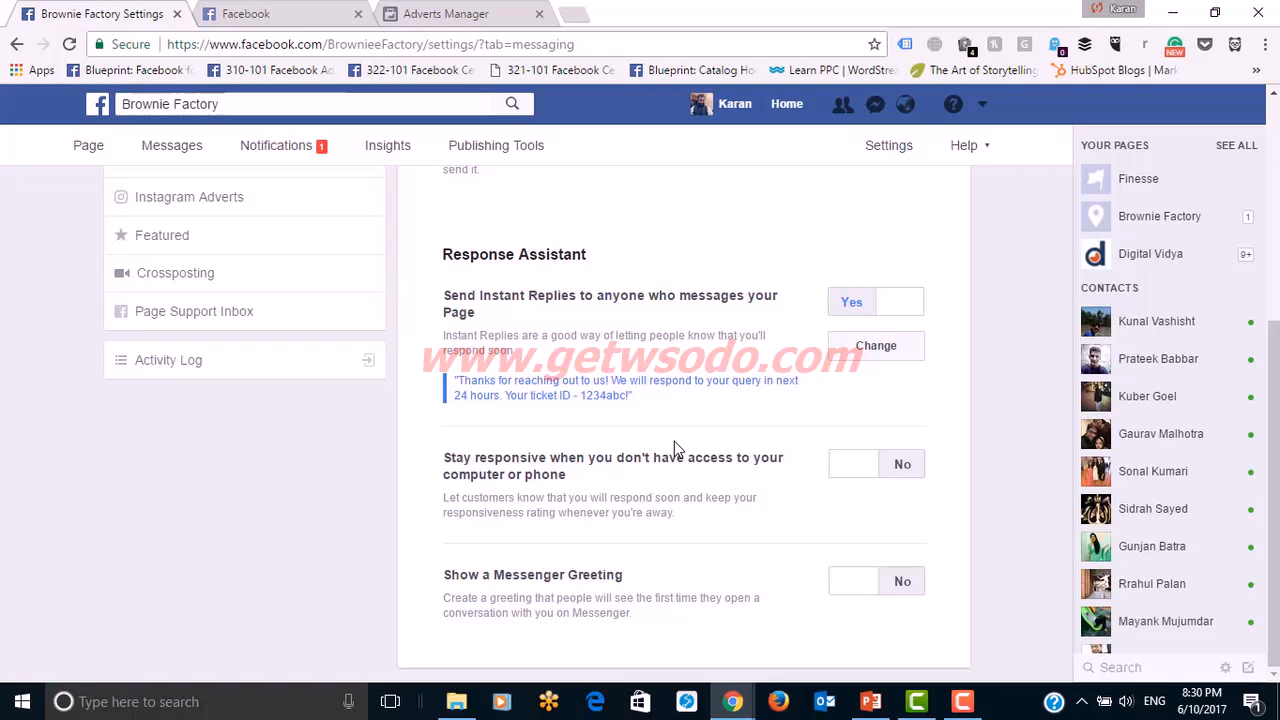 Brownie Factory Settings
Facebook
Adverts Manager
Karan
Secure
https://www.facebook.com/BrownieeFactory/settings/?tab=messaging
4
G
0
r
NEW
Apps
Blueprint: Facebook fo
310-101 Facebook Ad
322-101 Facebook Ce
321-101 Facebook Ce
Blueprint: Catalog Ho
Learn PPC | WordStrea
The Art of Storytelling
HubSpot Blogs | Mark
»
Brownie Factory
Karan
Home
Page
Messages
Notifications 1
Insights
Publishing Tools
Settings
Help
YOUR PAGES
SEE ALL
Finesse
Brownie Factory
1
Digital Vidya
9+
CONTACTS
Kunal Vashisht
Prateek Babbar
Kuber Goel
Gaurav Malhotra
Sonal Kumari
Sidrah Sayed
Gunjan Batra
Rrahul Palan
Mayank Mujumdar
Search
Instagram Adverts
Featured
Crossposting
Page Support Inbox
Activity Log
send it.
Response Assistant
Send Instant Replies to anyone who messages your
Page
Yes
Instant Replies are a good way of letting people know that you'll
respond soon
Change
www.getwsodo.com
"Thanks for reaching out to us! We will respond to your query in next
24 hours. Your ticket ID - 1234abc!"
Stay responsive when you don't have access to your
computer or phone
No
Let customers know that you will respond soon and keep your
responsiveness rating whenever you're away.
Show a Messenger Greeting
No
Create a greeting that people will see the first time they open a
conversation with you on Messenger.
Type here to search
ENG
8:30 PM
6/10/2017
1